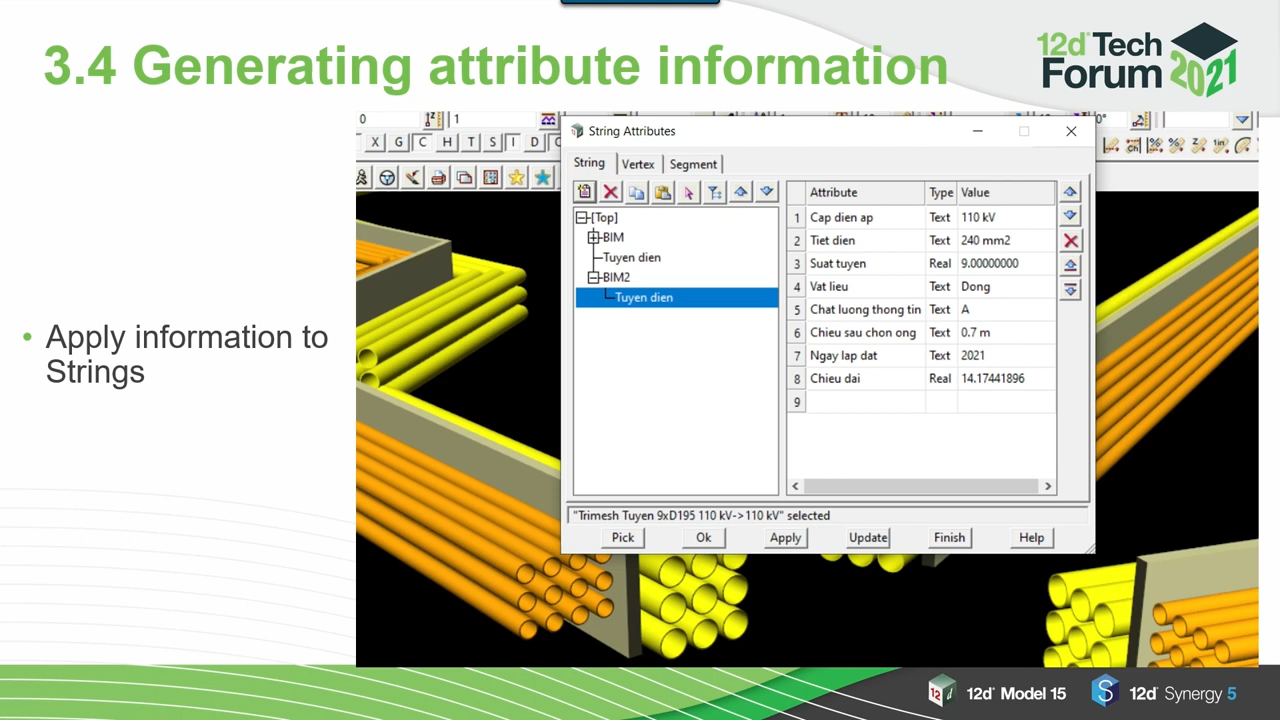 3.4 Generating attribute information
12d Tech
Forum 2021
• Apply information to
Strings
0
1
0°
X G C H T S I D
String Attributes
String Vertex Segment
[Top]
BIM
Tuyen dien
BIM2
Tuyen dien
Attribute Type Value
1 Cap dien ap Text 110 kV
2 Tiet dien Text 240 mm2
3 Suat tuyen Real 9.00000000
4 Vat lieu Text Dong
5 Chat luong thong tin Text A
6 Chieu sau chon ong Text 0.7 m
7 Ngay lap dat Text 2021
8 Chieu dai Real 14.17441896
9
"Trimesh Tuyen 9xD195 110 kV->110 kV" selected
Pick Ok Apply Update Finish Help
12d Model 15
12d Synergy 5